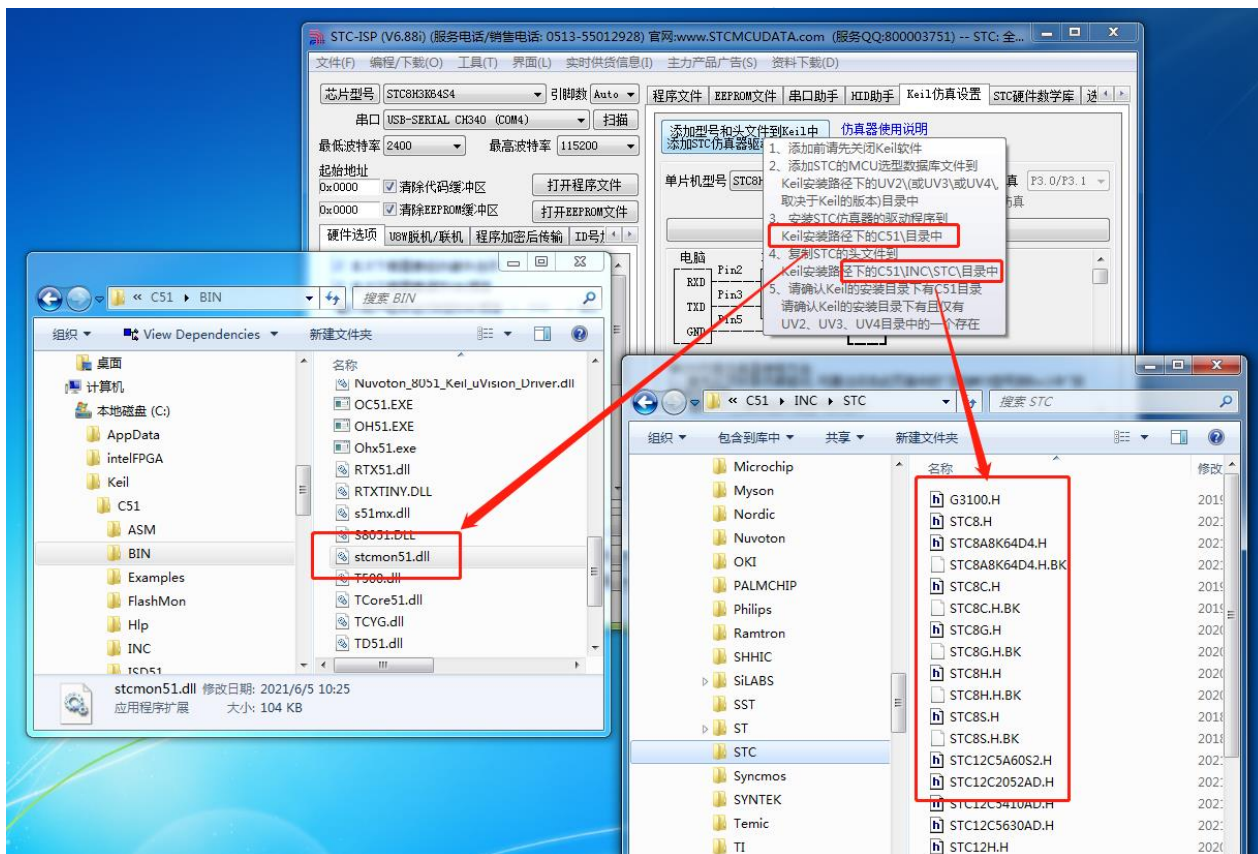 STC-ISP (V6.88i) (服务电话/销售电话: 0513-55012928) 官网:www.STCMCUDATA.com (服务QQ:800003751) -- STC: 全...
文件(F) 编程/下载(O) 工具(T) 界面(L) 实时供货信息(I) 主力产品广告(S) 资料下载(D)
芯片型号 STC8H3K64S4 引脚数 Auto
程序文件 EEPROM文件 串口助手 HID助手 Keil仿真设置 STC硬件数学库
串口 USB-SERIAL CH340 (COM4) 扫描
最低波特率 2400 最高波特率 115200
起始地址
0x0000 清除代码缓冲区 打开程序文件
0x0000 清除EEPROM缓冲区 打开EEPROM文件
硬件选项 U8W脱机/联机 程序加密后传输
添加型号和头文件到Keil中 仿真器使用说明
添加STC仿真器
单片机型号 STC8H
P3.0/P3.1
1、添加前请先关闭Keil软件
2、添加STC的MCU选型数据库文件到
Keil安装路径下的UV2\(或UV3\或UV4\,
取决于Keil的版本)目录中
3、安装STC仿真器的驱动程序到
Keil安装路径下的C51\目录中
4、复制STC的头文件到
Keil安装路径下的C51\INC\STC\目录中
5、请确认Keil的安装目录下有C51目录
请确认Keil的安装目录下有且仅有
UV2、UV3、UV4目录中的一个存在
电脑
RXD Pin2
TXD Pin3
GND Pin5
« C51 BIN
搜索 BIN
组织 View Dependencies 新建文件夹
桌面
计算机
本地磁盘 (C:)
AppData
intelFPGA
Keil
C51
ASM
BIN
Examples
FlashMon
Hlp
INC
ISD51
名称
Nuvoton_8051_Keil_uVision_Driver.dll
OC51.EXE
OH51.EXE
Ohx51.exe
RTX51.dll
RTXTINY.DLL
s51mx.dll
S8051.DLL
stcmon51.dll
T500.dll
TCore51.dll
TCYG.dll
TD51.dll
stcmon51.dll 修改日期: 2021/6/5 10:25
应用程序扩展 大小: 104 KB
« C51 INC STC
搜索 STC
组织 包含到库中 共享 新建文件夹
Microchip
Myson
Nordic
Nuvoton
OKI
PALMCHIP
Philips
Ramtron
SHHIC
SiLABS
SST
ST
STC
Syncmos
SYNTEK
Temic
TI
名称 修改
G3100.H 2019
STC8.H
STC8A8K64D4.H
STC8A8K64D4.H.BK
STC8C.H 2019
STC8C.H.BK 2019
STC8G.H 2020
STC8G.H.BK 2020
STC8H.H 2020
STC8H.H.BK 2020
STC8S.H 2018
STC8S.H.BK 2018
STC12C5A60S2.H
STC12C2052AD.H
STC12C5410AD.H
STC12C5630AD.H
STC12H.H 2020